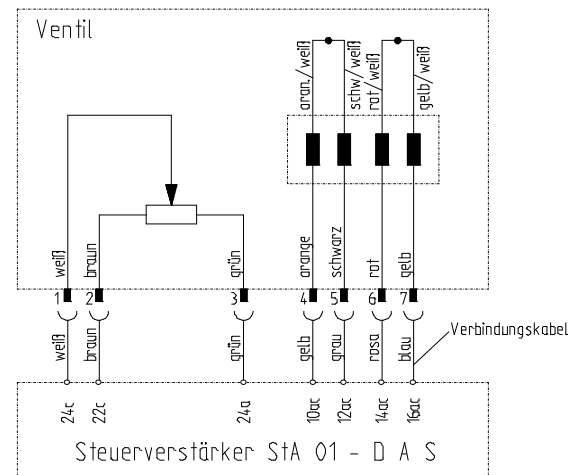 Ventil
oran./weiß
schw/weiß
rot/weiß
gelb/weiß
weiß
braun
grün
orange
schwarz
rot
gelb
1
2
3
4
5
6
7
weiß
braun
grün
gelb
grau
rosa
blau
Verbindungskabel
24c
22c
24a
10ac
12ac
14ac
16ac
Steuerverstärker StA 01 - D A S